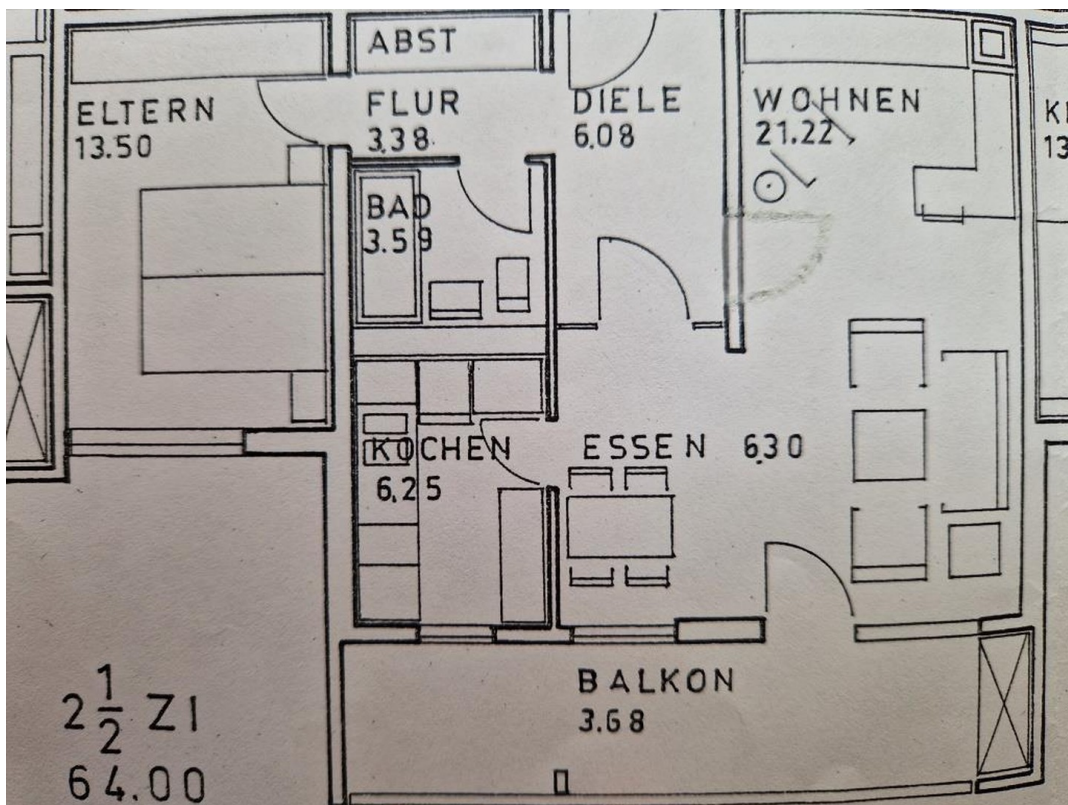 ABST
ELTERN
13.50
FLUR
3.38
DIELE
6.08
WOHNEN
21.22
BAD
3.59
KOCHEN
6.25
ESSEN 6.30
BALKON
3.68
2 1/2 ZI
64.00
13